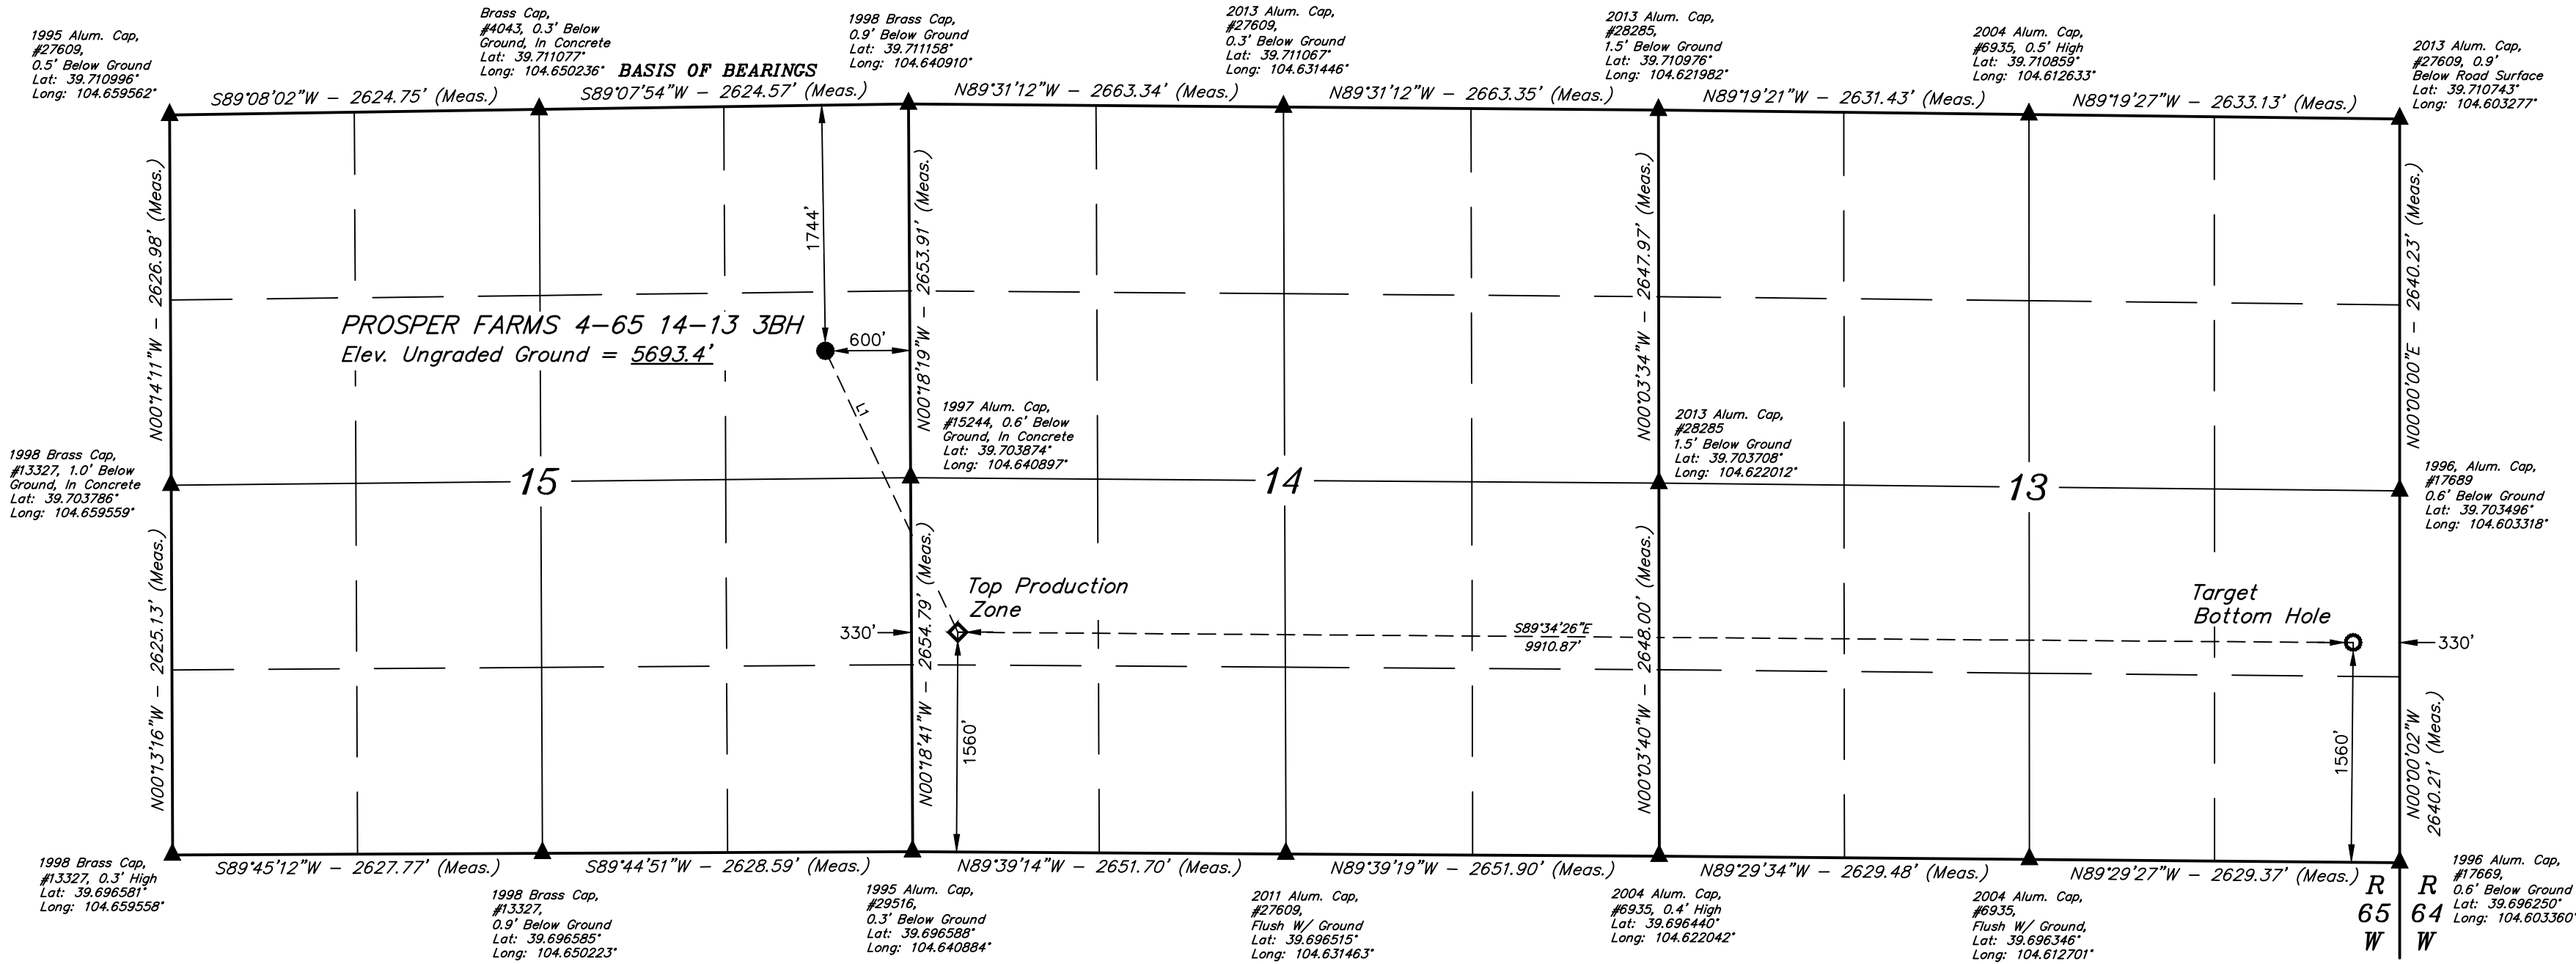 1995 Alum. Cap,
#27609,
0.5' Below Ground
Lat: 39.710996°
Long: 104.659562°
Brass Cap,
#4043, 0.3' Below
Ground, In Concrete
Lat: 39.711077°
Long: 104.650236°
BASIS OF BEARINGS
1998 Brass Cap,
0.9' Below Ground
Lat: 39.711158°
Long: 104.640910°
2013 Alum. Cap,
#27609,
0.3' Below Ground
Lat: 39.711067°
Long: 104.631446°
2013 Alum. Cap,
#28285,
1.5' Below Ground
Lat: 39.710976°
Long: 104.621982°
2004 Alum. Cap,
#6935, 0.5' High
Lat: 39.710859°
Long: 104.612633°
2013 Alum. Cap,
#27609, 0.9'
Below Road Surface
Lat: 39.710743°
Long: 104.603277°
S89°08'02"W - 2624.75' (Meas.)
S89°07'54"W - 2624.57' (Meas.)
N89°31'12"W - 2663.34' (Meas.)
N89°31'12"W - 2663.35' (Meas.)
N89°19'21"W - 2631.43' (Meas.)
N89°19'27"W - 2633.13' (Meas.)
N00°14'11"W - 2626.98' (Meas.)
1744'
N00°18'19"W - 2653.91' (Meas.)
N00°03'34"W - 2647.97' (Meas.)
N00°00'00"E - 2640.23' (Meas.)
PROSPER FARMS 4-65 14-13 3BH
Elev. Ungraded Ground = 5693.4'
600'
L1
1997 Alum. Cap,
#15244, 0.6' Below
Ground, In Concrete
Lat: 39.703874°
Long: 104.640897°
2013 Alum. Cap,
#28285
1.5' Below Ground
Lat: 39.703708°
Long: 104.622012°
1998 Brass Cap,
#13327, 1.0' Below
Ground, In Concrete
Lat: 39.703786°
Long: 104.659559°
1996, Alum. Cap,
#17689
0.6' Below Ground
Lat: 39.703496°
Long: 104.603318°
15
14
13
N00°13'16"W - 2625.13' (Meas.)
N00°18'41"W - 2654.79' (Meas.)
N00°03'40"W - 2648.00' (Meas.)
N00°00'02"W
2640.21' (Meas.)
Top Production
Zone
330'
S89°34'26"E
9910.87'
Target
Bottom Hole
330'
1560'
1560'
S89°45'12"W - 2627.77' (Meas.)
S89°44'51"W - 2628.59' (Meas.)
N89°39'14"W - 2651.70' (Meas.)
N89°39'19"W - 2651.90' (Meas.)
N89°29'34"W - 2629.48' (Meas.)
N89°29'27"W - 2629.37' (Meas.)
1998 Brass Cap,
#13327, 0.3' High
Lat: 39.696581°
Long: 104.659558°
1998 Brass Cap,
#13327,
0.9' Below Ground
Lat: 39.696585°
Long: 104.650223°
1995 Alum. Cap,
#29516,
0.3' Below Ground
Lat: 39.696588°
Long: 104.640884°
2011 Alum. Cap,
#27609,
Flush W/ Ground
Lat: 39.696515°
Long: 104.631463°
2004 Alum. Cap,
#6935, 0.4' High
Lat: 39.696440°
Long: 104.622042°
2004 Alum. Cap,
#6935,
Flush W/ Ground,
Lat: 39.696346°
Long: 104.612701°
R R
65 64
W W
1996 Alum. Cap,
#17669,
0.6' Below Ground
Lat: 39.696250°
Long: 104.603360°